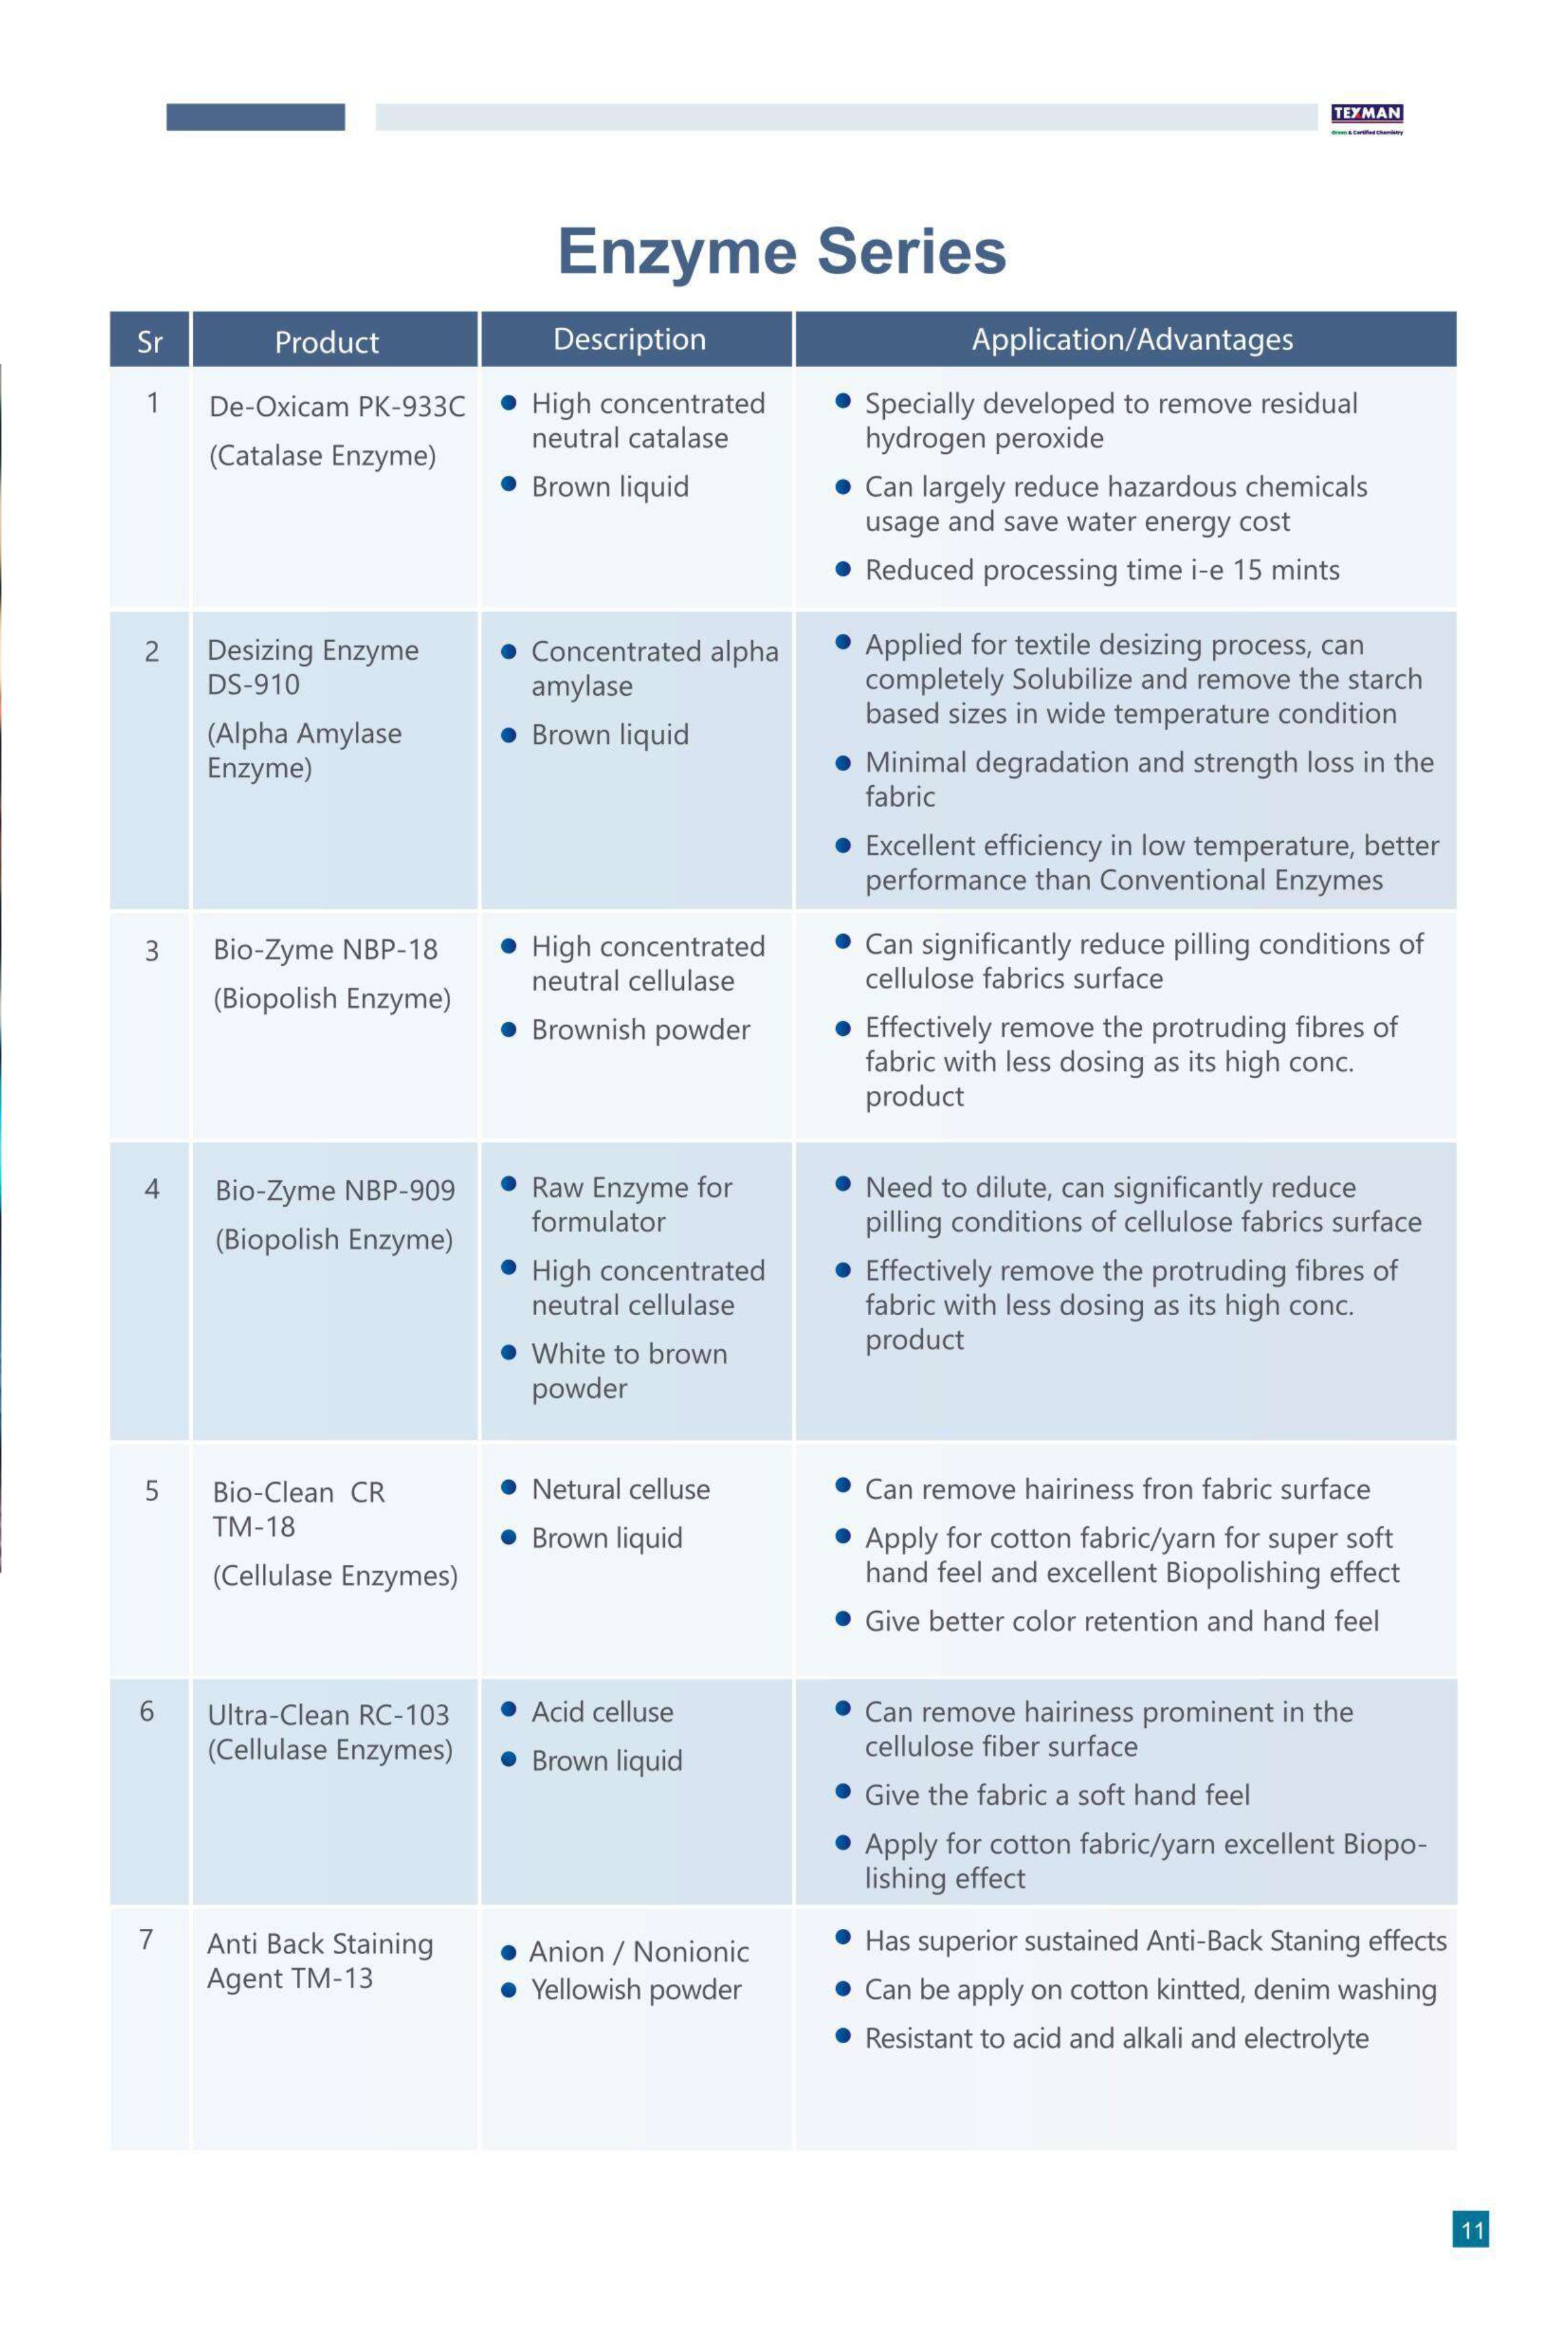 TEXMAN
Green & Certified Chemistry
Enzyme Series
Sr
Product
Description
Application/Advantages
1
De-Oxicam PK-933C
(Catalase Enzyme)
High concentrated
neutral catalase
Brown liquid
Specially developed to remove residual
hydrogen peroxide
Can largely reduce hazardous chemicals
usage and save water energy cost
Reduced processing time i-e 15 mints
2
Desizing Enzyme
DS-910
(Alpha Amylase
Enzyme)
Concentrated alpha
amylase
Brown liquid
Applied for textile desizing process, can
completely Solubilize and remove the starch
based sizes in wide temperature condition
Minimal degradation and strength loss in the
fabric
Excellent efficiency in low temperature, better
performance than Conventional Enzymes
3
Bio-Zyme NBP-18
(Biopolish Enzyme)
High concentrated
neutral cellulase
Brownish powder
Can significantly reduce pilling conditions of
cellulose fabrics surface
Effectively remove the protruding fibres of
fabric with less dosing as its high conc.
product
4
Bio-Zyme NBP-909
(Biopolish Enzyme)
Raw Enzyme for
formulator
High concentrated
neutral cellulase
White to brown
powder
Need to dilute, can significantly reduce
pilling conditions of cellulose fabrics surface
Effectively remove the protruding fibres of
fabric with less dosing as its high conc.
product
5
Bio-Clean CR
TM-18
(Cellulase Enzymes)
Netural celluse
Brown liquid
Can remove hairiness fron fabric surface
Apply for cotton fabric/yarn for super soft
hand feel and excellent Biopolishing effect
Give better color retention and hand feel
6
Ultra-Clean RC-103
(Cellulase Enzymes)
Acid celluse
Brown liquid
Can remove hairiness prominent in the
cellulose fiber surface
Give the fabric a soft hand feel
Apply for cotton fabric/yarn excellent Biopo-
lishing effect
7
Anti Back Staining
Agent TM-13
Anion / Nonionic
Yellowish powder
Has superior sustained Anti-Back Staning effects
Can be apply on cotton kintted, denim washing
Resistant to acid and alkali and electrolyte
11